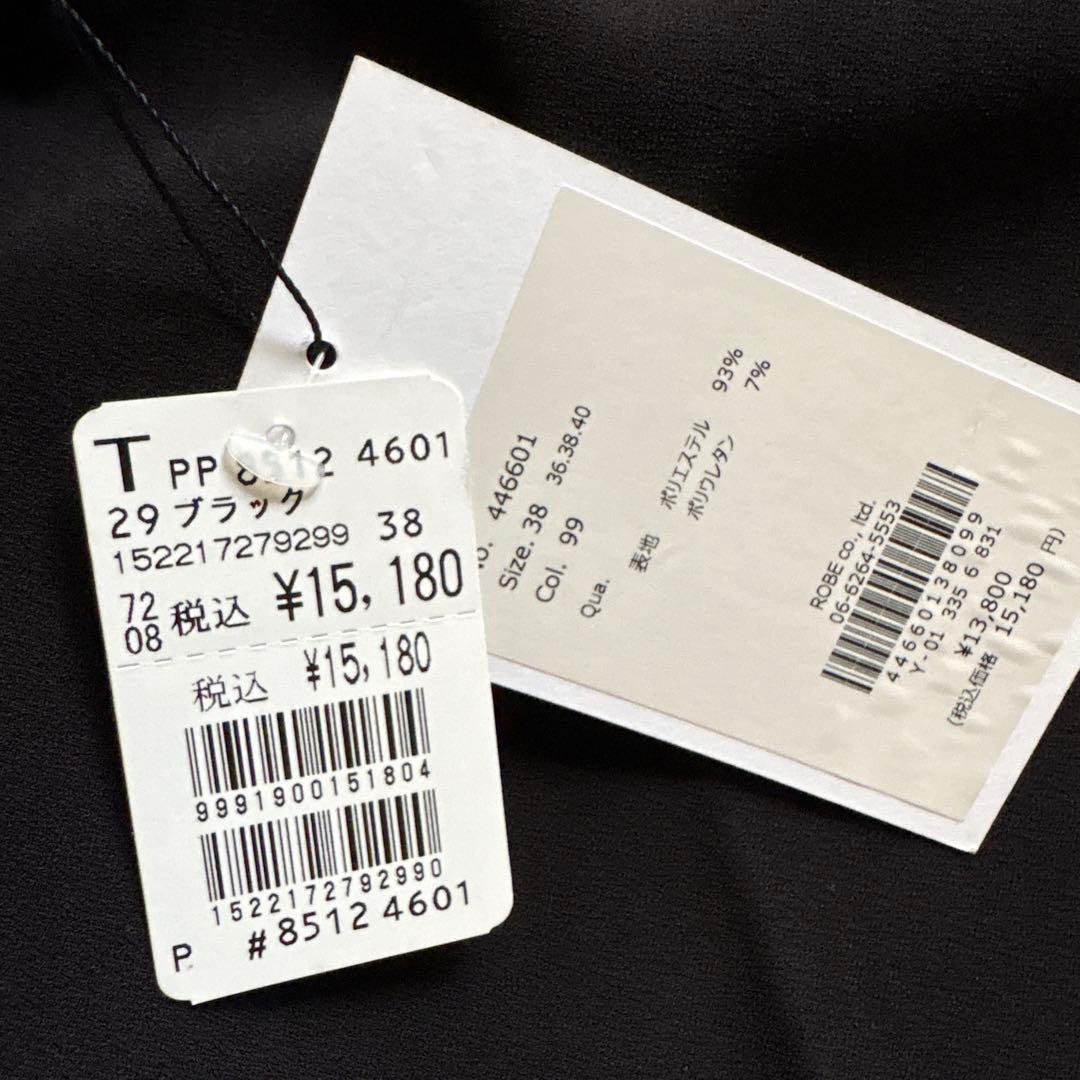 T PP 8512 4601
29 ブラック
152217279299 38
72
08 税込 ¥15,180
税込 ¥15,180
9991900151804
1522172792990
P # 8512 4601
446601
Size. 38 36.38.40
Col. 99
Qua.
表地 ポリエステル 93%
ポリウレタン 7%
ROBE co., ltd.
06-6264-5553
4466013 8099
Y-01 335 6 831
¥13,800
(税込価格 15,180 円)